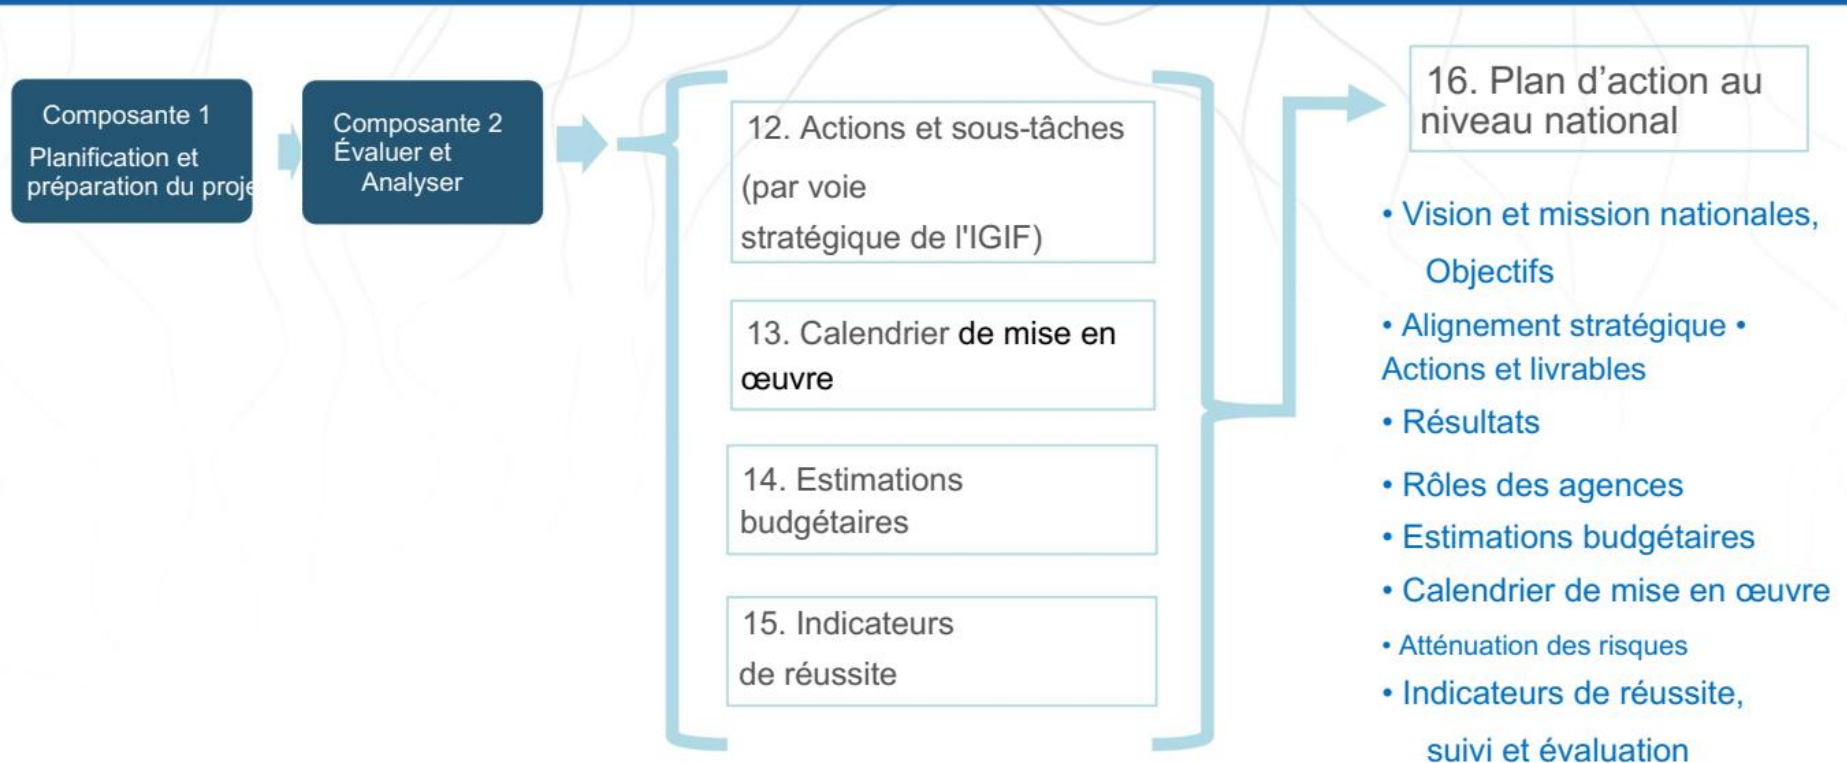 Composante 1
Planification et
préparation du proje
Composante 2
Évaluer et
Analyser
12. Actions et sous-tâches
(par voie
stratégique de l'IGIF)
13. Calendrier de mise en
œuvre
14. Estimations
budgétaires
15. Indicateurs
de réussite
16. Plan d’action au
niveau national
• Vision et mission nationales,
Objectifs
• Alignement stratégique •
Actions et livrables
• Résultats
• Rôles des agences
• Estimations budgétaires
• Calendrier de mise en œuvre
• Atténuation des risques
• Indicateurs de réussite,
suivi et évaluation